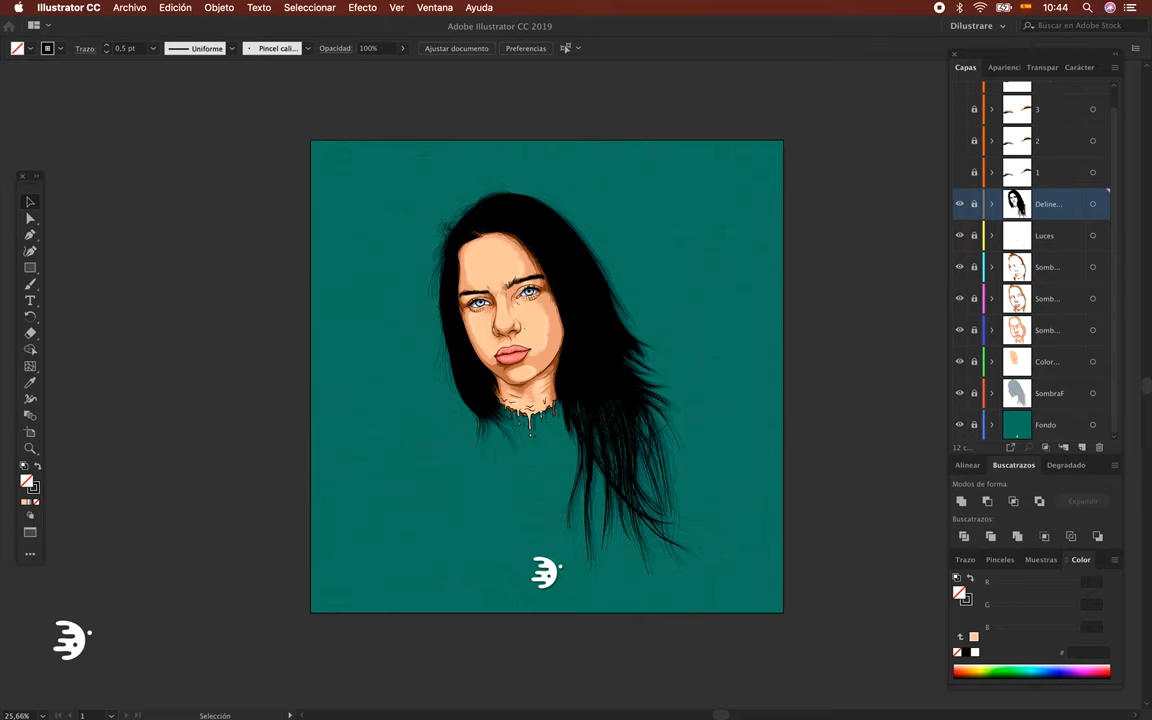 Illustrator CC Archivo Edición Objeto Texto Seleccionar Efecto Ver Ventana Ayuda 10:44
Adobe Illustrator CC 2019 Dilustrare Buscar en Adobe Stock
Trazo: 0,5 pt Uniforme Pincel cali... Opacidad: 100% Ajustar documento Preferencias
Capas Aparienc Transpar Carácter
3
2
1
Deline...
Luces
Somb...
Somb...
Somb...
Color...
SombraF
Fondo
12 c...
Alinear Buscatrazos Degradado
Modos de forma:
Expandir
Buscatrazos:
Trazo Pinceles Muestras Color
R
G
B
#
25,66% 1 Selección